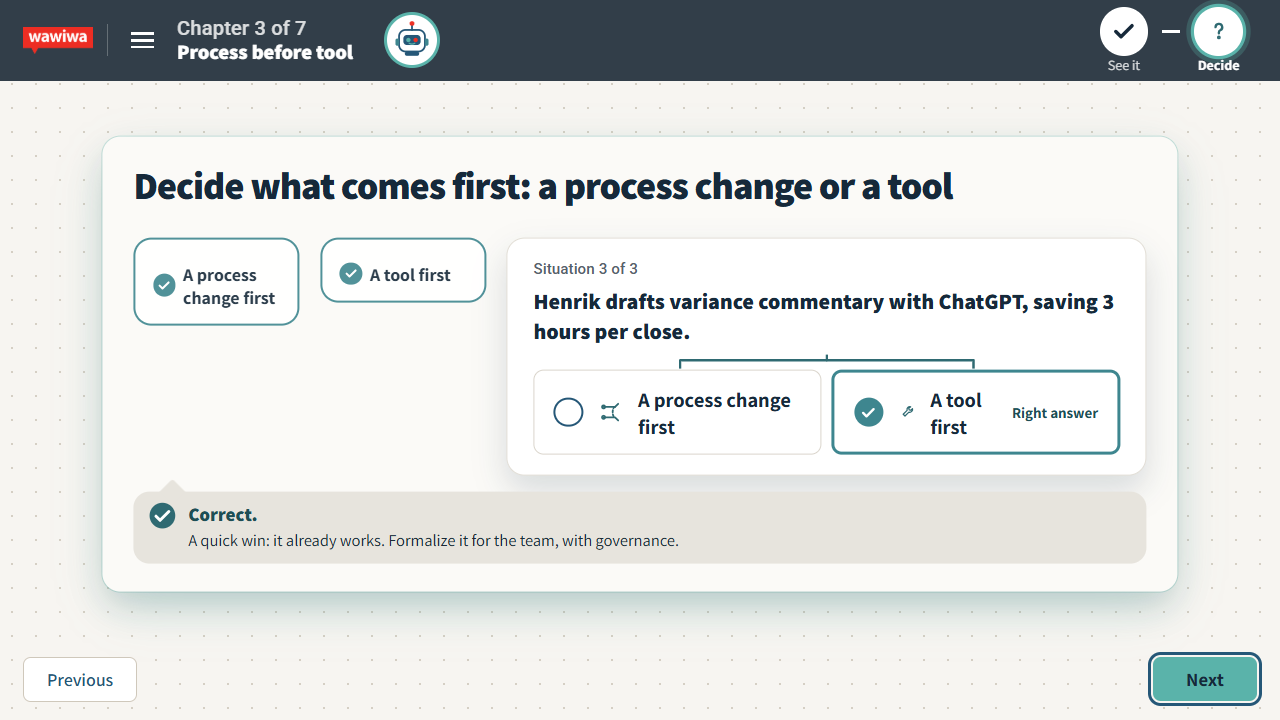 wawiwa
Chapter 3 of 7
Process before tool
See it
?
Decide
Decide what comes first: a process change or a tool
A process
change first
A tool first
Situation 3 of 3
Henrik drafts variance commentary with ChatGPT, saving 3
hours per close.
A process change
first
A tool
first
Right answer
Correct.
A quick win: it already works. Formalize it for the team, with governance.
Previous
Next